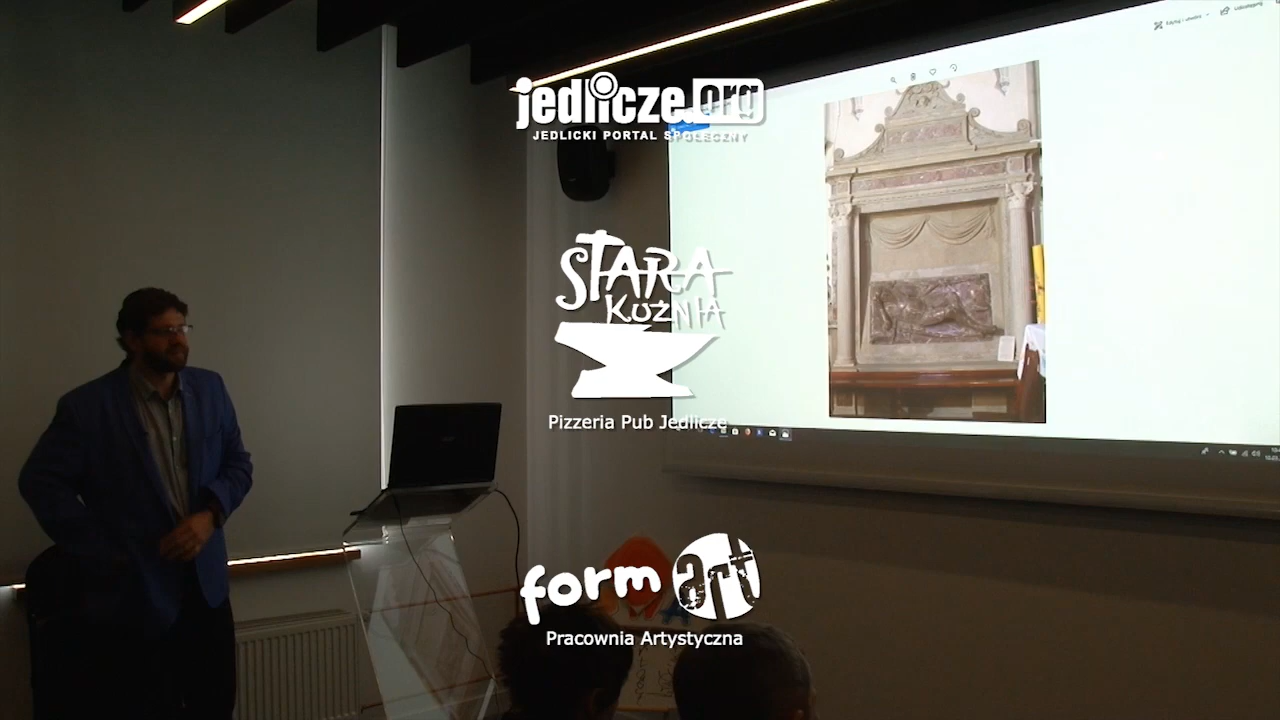 jedlicze.org
JEDLICKI PORTAL SPOŁECZNY
STARA
KUŹNIA
Pizzeria Pub Jedlicze
form art
Pracownia Artystyczna